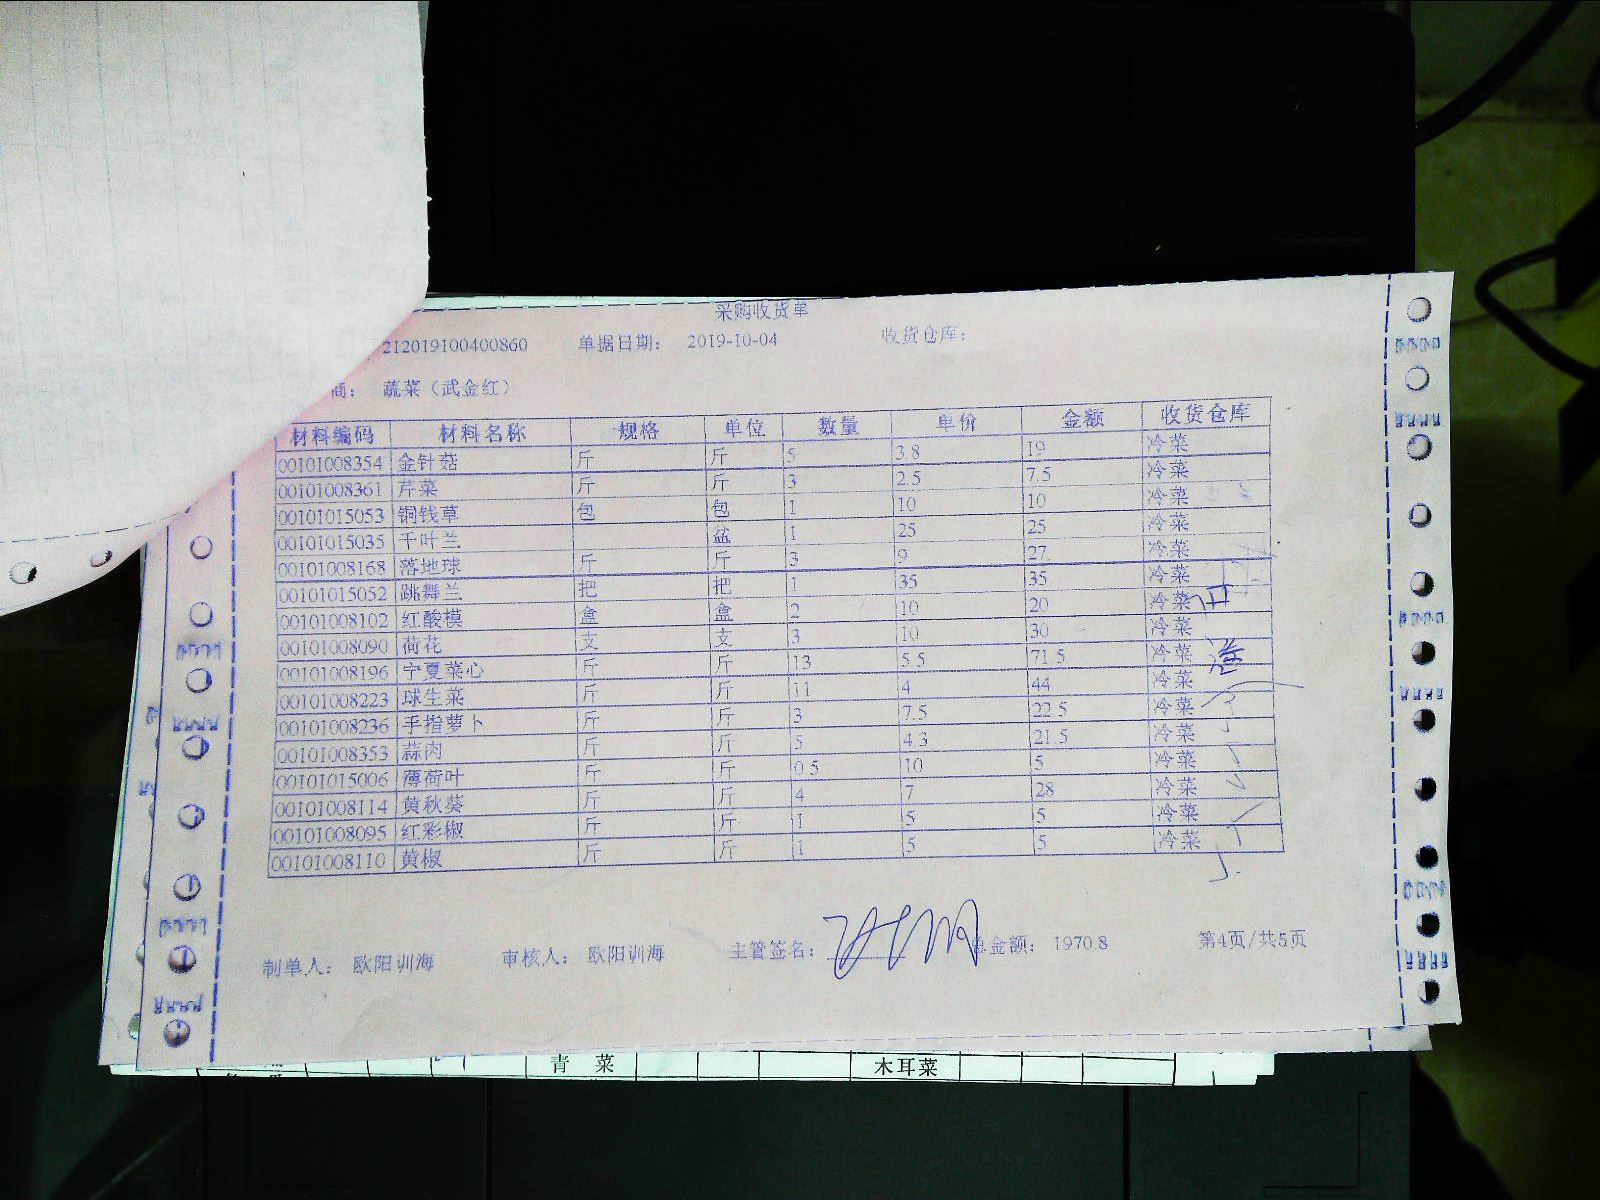 采购收货单
212019100400860 单据日期： 2019-10-04 收货仓库：
商： 蔬菜（武金红）
材料编码 材料名称 规格 单位 数量 单价 金额 收货仓库
00101008354 金针菇 斤 斤 5 3.8 19 冷菜
00101008361 芹菜 斤 斤 3 2.5 7.5 冷菜
00101015053 铜钱草 包 包 1 10 10 冷菜
00101015035 千叶兰 盆 1 25 25 冷菜
00101008168 落地球 斤 斤 3 9 27 冷菜
00101015052 跳舞兰 把 把 1 35 35 冷菜
00101008102 红酸模 盒 盒 2 10 20 冷菜
00101008090 荷花 支 支 3 10 30 冷菜
00101008196 宁夏菜心 斤 斤 13 5.5 71.5 冷菜
00101008223 球生菜 斤 斤 11 4 44 冷菜
00101008236 手指萝卜 斤 斤 3 7.5 22.5 冷菜
00101008353 蒜肉 斤 斤 5 4.3 21.5 冷菜
00101015006 薄荷叶 斤 斤 0.5 10 5 冷菜
00101008114 黄秋葵 斤 斤 4 7 28 冷菜
00101008095 红彩椒 斤 斤 1 5 5 冷菜
00101008110 黄椒 斤 斤 1 5 5 冷菜
制单人： 欧阳训海 审核人： 欧阳训海 主管签名： 总金额： 1970.8 第4页/共5页
青 菜 木耳菜